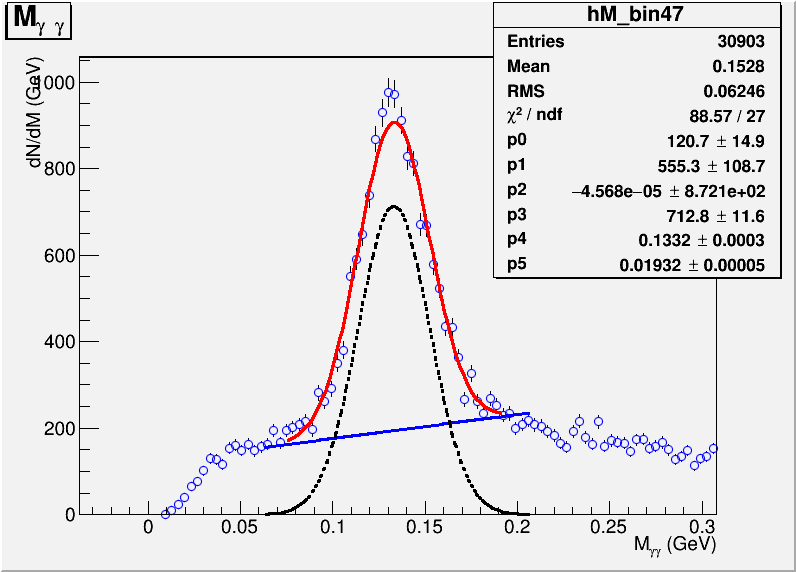 M_γ γ
hM_bin47
Entries 30903
Mean 0.1528
RMS 0.06246
χ² / ndf 88.57 / 27
p0 120.7 ± 14.9
p1 555.3 ± 108.7
p2 −4.568e−05 ± 8.721e+02
p3 712.8 ± 11.6
p4 0.1332 ± 0.0003
p5 0.01932 ± 0.00005
dN/dM (GeV)
1000
800
600
400
200
0
0 0.05 0.1 0.15 0.2 0.25 0.3
M_γγ (GeV)